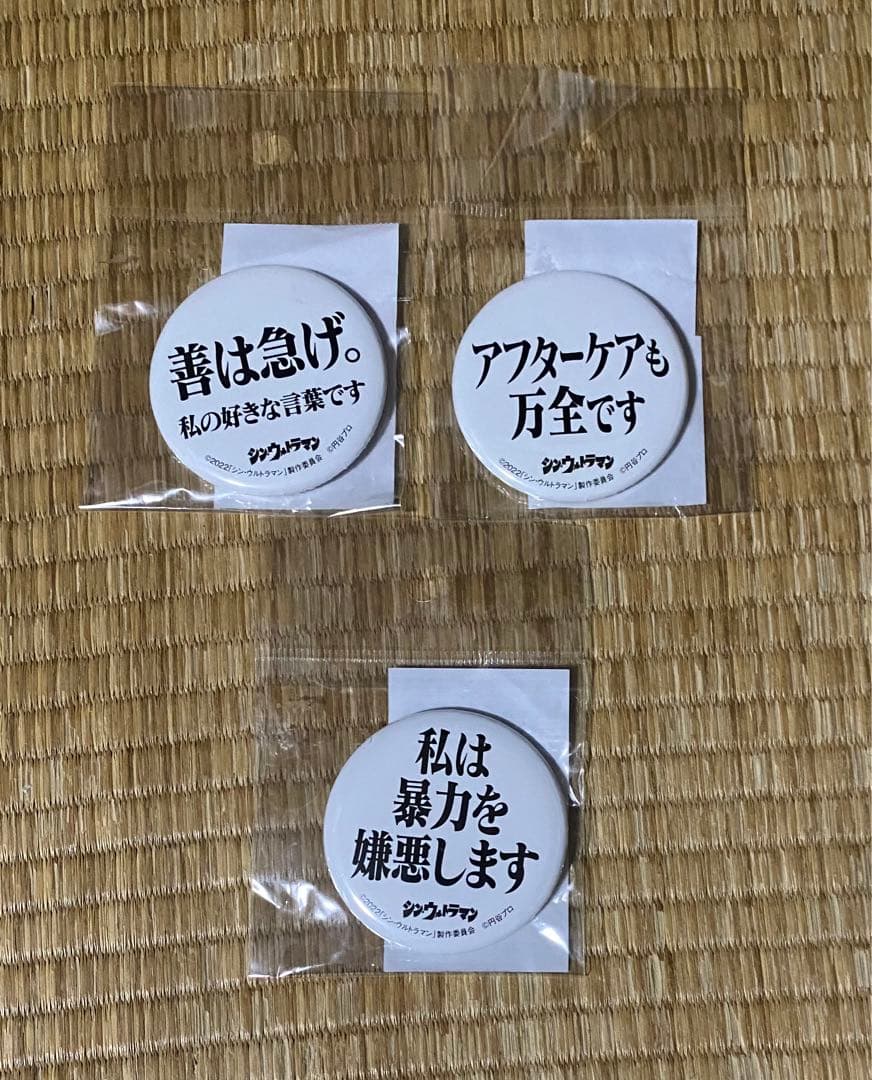 善は急げ。
私の好きな言葉です
シン・ウルトラマン
©2022「シン・ウルトラマン」製作委員会 ©円谷プロ
アフターケアも
万全です
シン・ウルトラマン
©2022「シン・ウルトラマン」製作委員会 ©円谷プロ
私は
暴力を
嫌悪します
シン・ウルトラマン
©2022「シン・ウルトラマン」製作委員会 ©円谷プロ